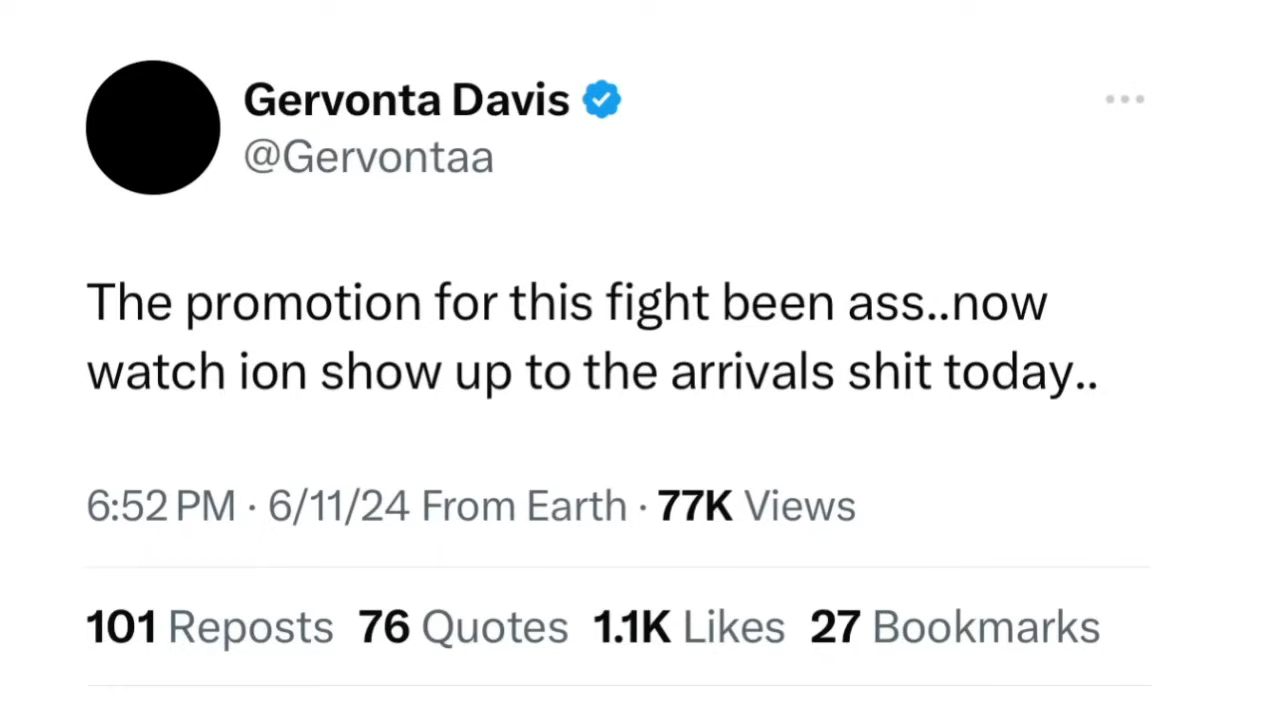 Gervonta Davis
@Gervontaa
The promotion for this fight been ass..now
watch ion show up to the arrivals shit today..
6:52 PM · 6/11/24 From Earth · 77K Views
101 Reposts 76 Quotes 1.1K Likes 27 Bookmarks